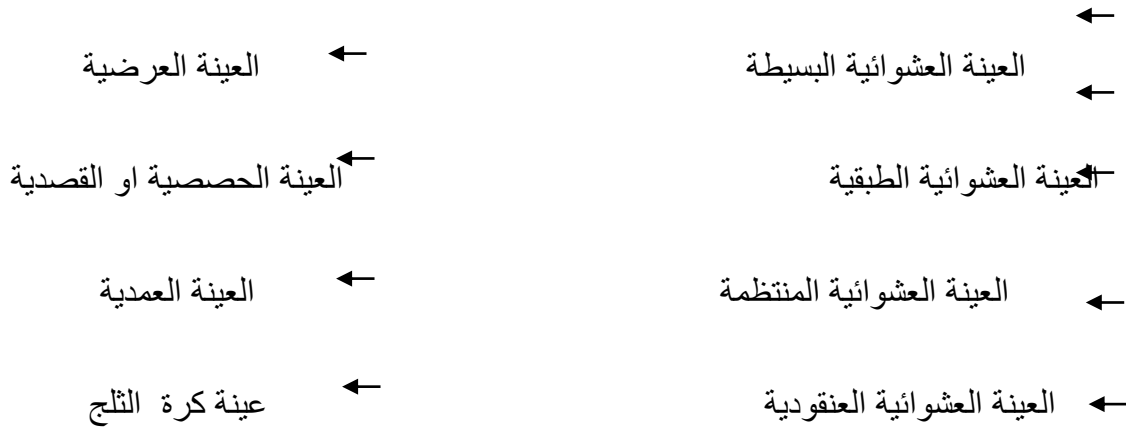 العينة العشوائية البسيطة
العينة العرضية
العينة العشوائية الطبقية
العينة الحصصية او القصدية
العينة العشوائية المنتظمة
العينة العمدية
العينة العشوائية العنقودية
عينة كرة الثلج